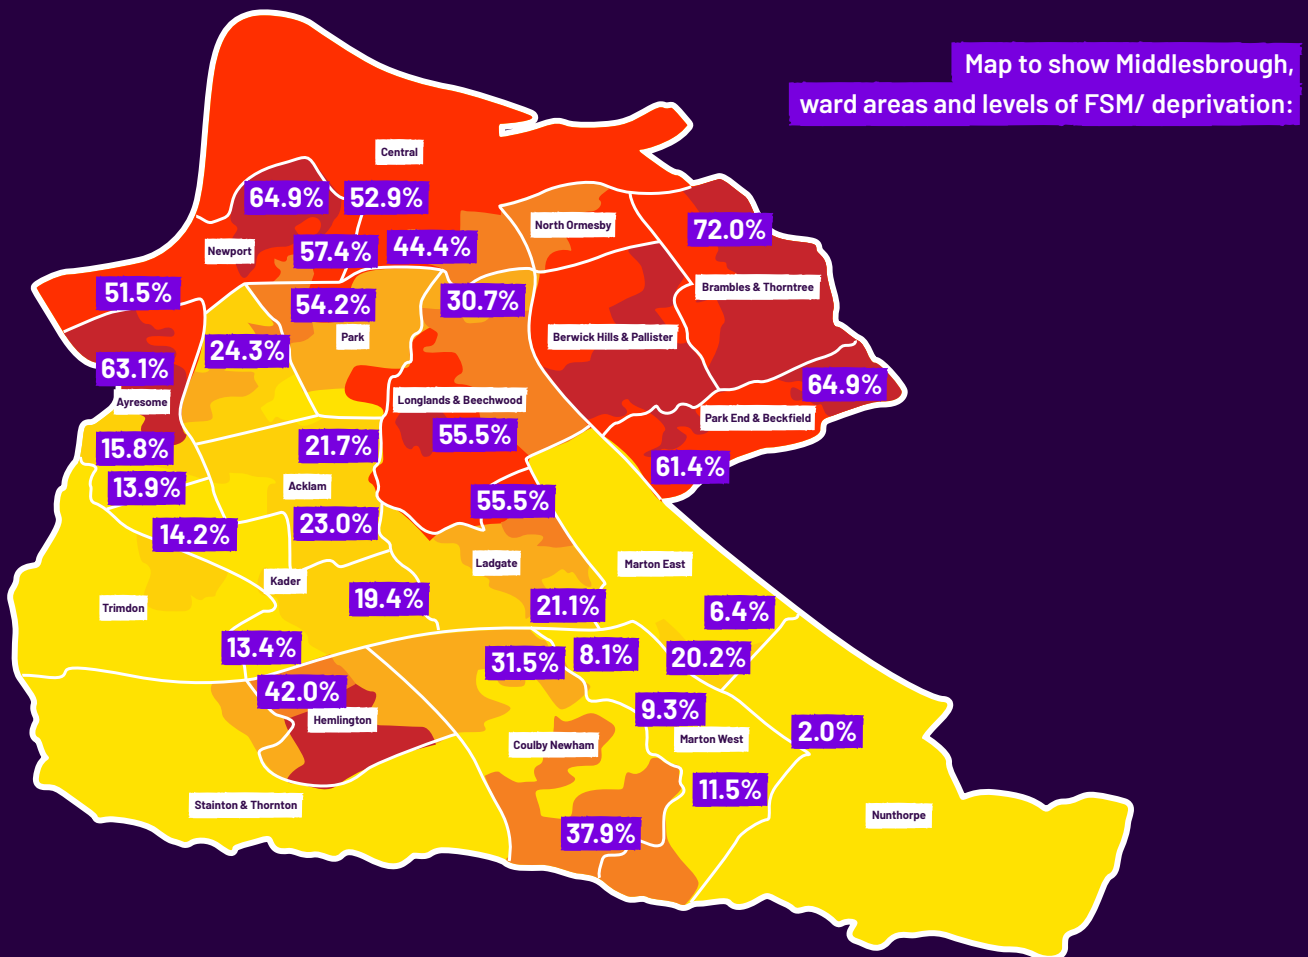 Map to show Middlesbrough,
ward areas and levels of FSM/ deprivation:
Central
64.9%
52.9%
North Ormesby
72.0%
Newport
57.4%
44.4%
Brambles & Thorntree
51.5%
54.2%
30.7%
Park
Berwick Hills & Pallister
24.3%
63.1%
64.9%
Ayresome
Longlands & Beechwood
Park End & Beckfield
15.8%
21.7%
55.5%
61.4%
13.9%
Acklam
55.5%
14.2%
23.0%
Ladgate
Marton East
Kader
Trimdon
19.4%
21.1%
6.4%
13.4%
31.5%
8.1%
20.2%
42.0%
Hemlington
9.3%
Coulby Newham
Marton West
2.0%
11.5%
Stainton & Thornton
37.9%
Nunthorpe